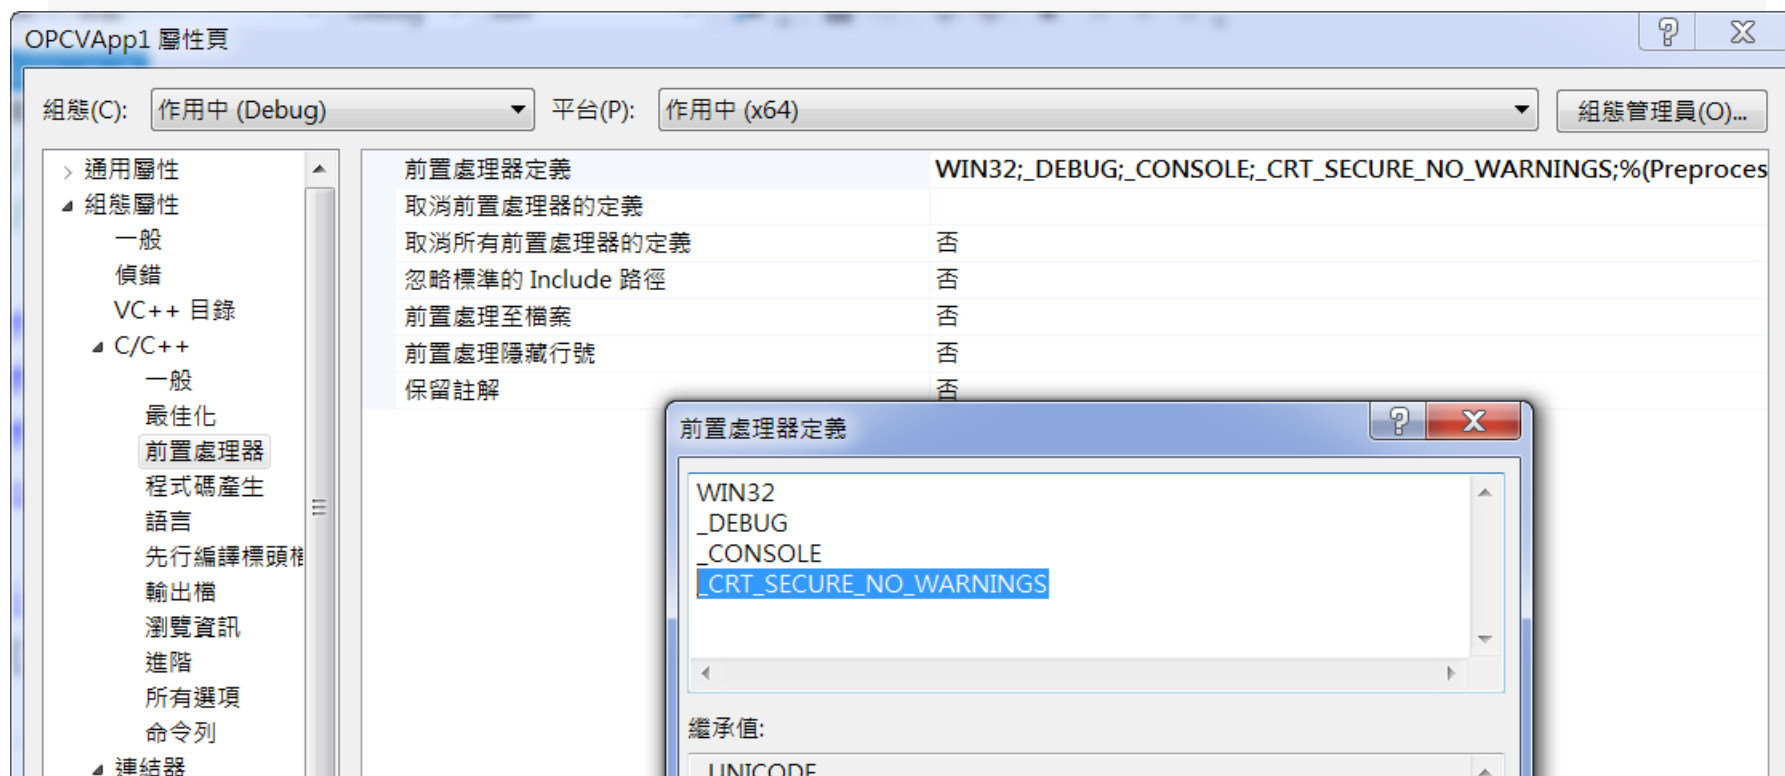 OPCVApp1 屬性頁
組態(C): 作用中 (Debug) 平台(P): 作用中 (x64) 組態管理員(O)...
通用屬性
組態屬性
一般
偵錯
VC++ 目錄
C/C++
一般
最佳化
前置處理器
程式碼產生
語言
先行編譯標頭檔
輸出檔
瀏覽資訊
進階
所有選項
命令列
連結器
前置處理器定義 WIN32;_DEBUG;_CONSOLE;_CRT_SECURE_NO_WARNINGS;%(Preproces
取消前置處理器的定義
取消所有前置處理器的定義 否
忽略標準的 Include 路徑 否
前置處理至檔案 否
前置處理隱藏行號 否
保留註解 否
前置處理器定義
WIN32
_DEBUG
_CONSOLE
_CRT_SECURE_NO_WARNINGS
繼承值:
_UNICODE